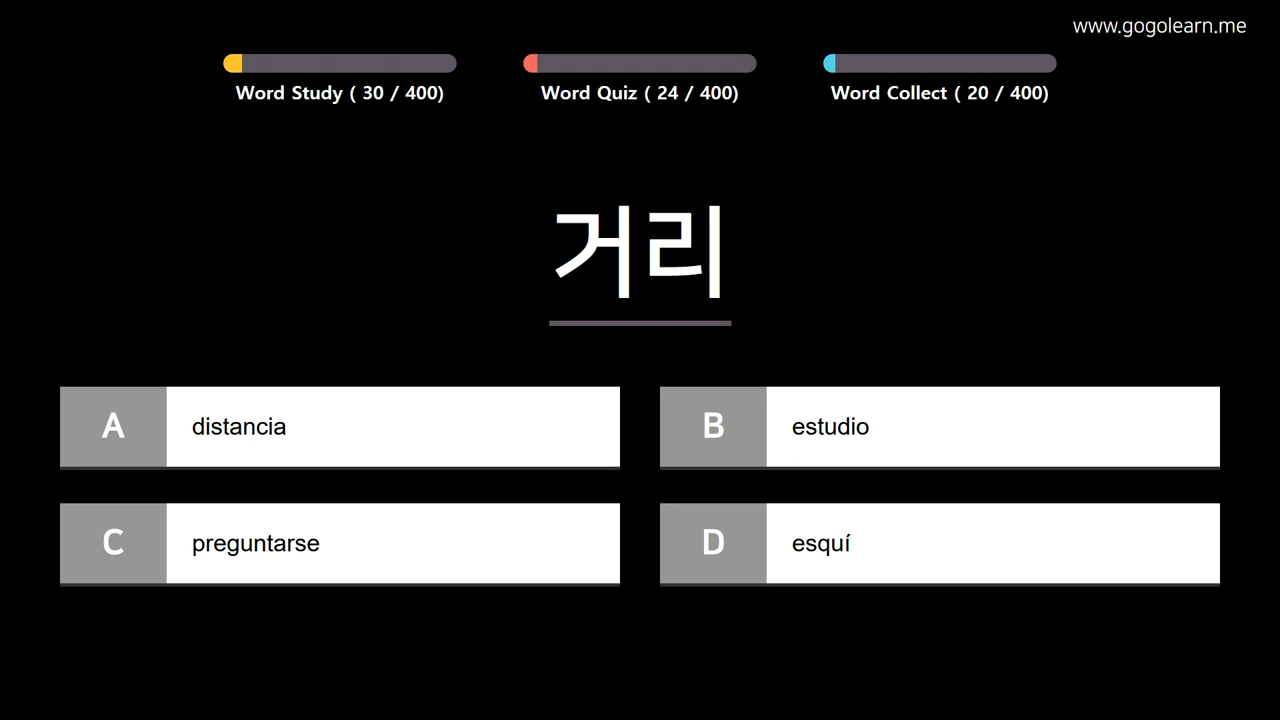 www.gogolearn.me
Word Study ( 30 / 400)
Word Quiz ( 24 / 400)
Word Collect ( 20 / 400)
거리
A distancia
B estudio
C preguntarse
D esquí